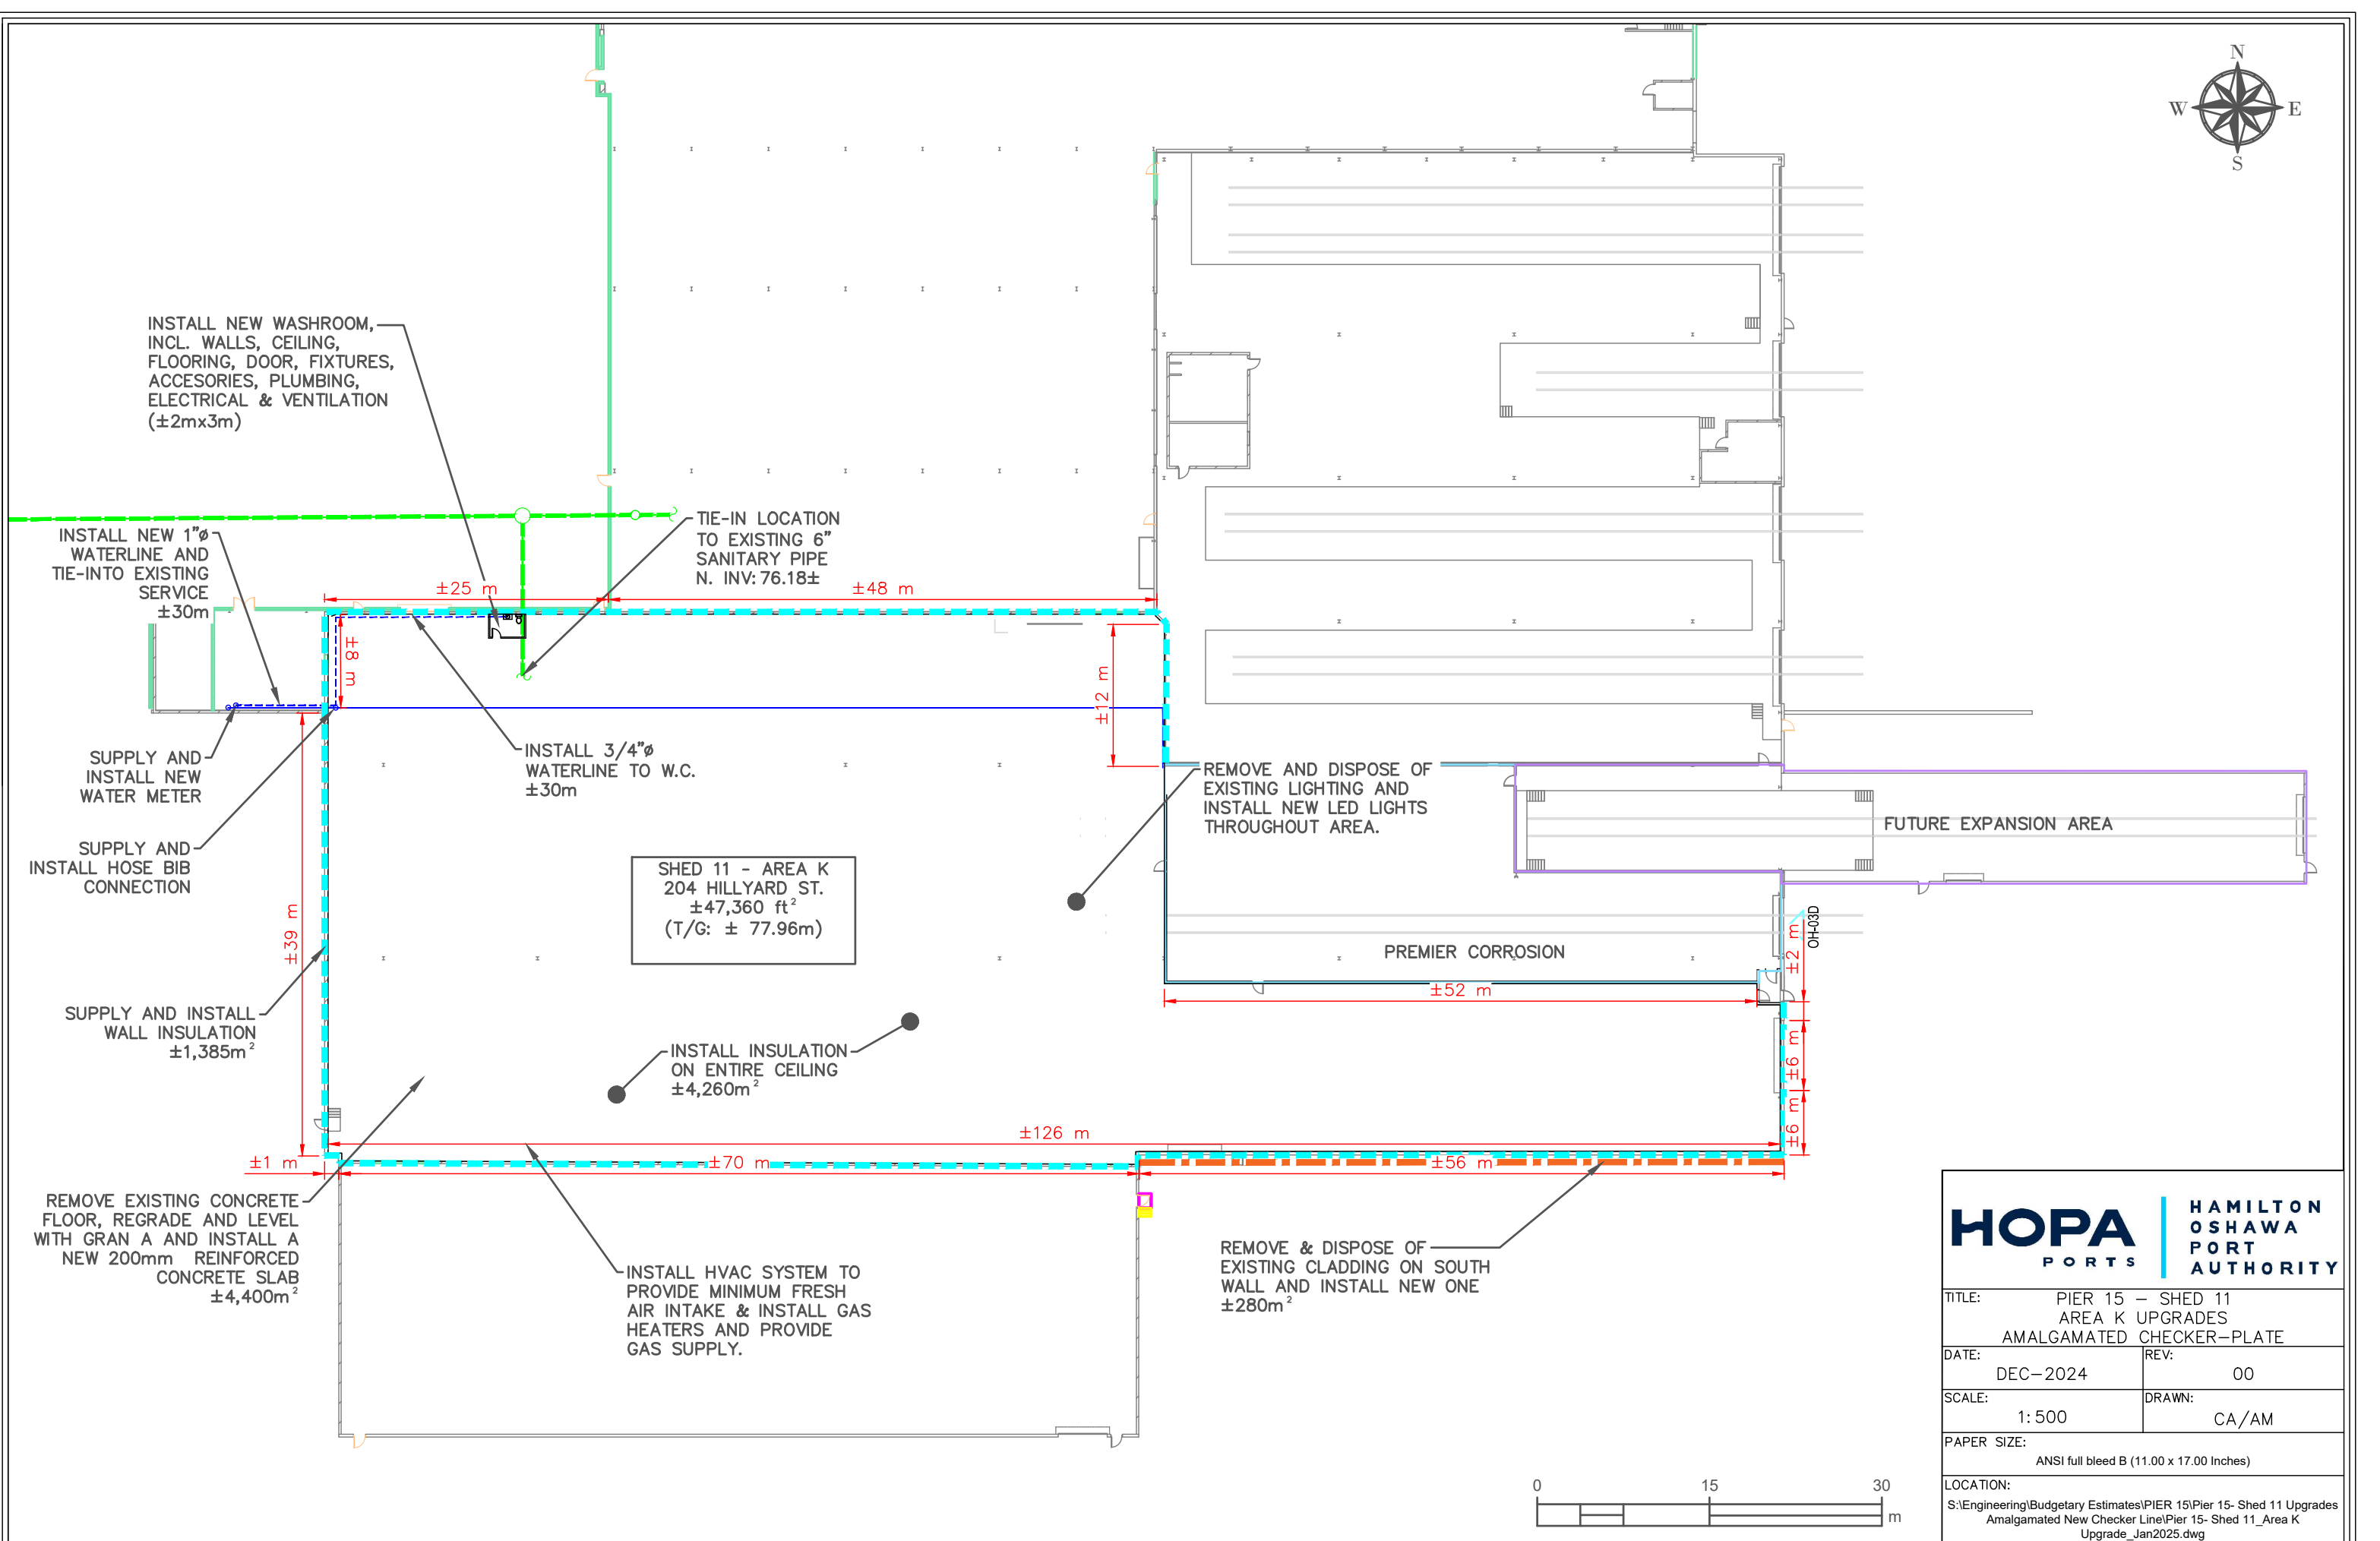 N
W E
S
INSTALL NEW WASHROOM,
INCL. WALLS, CEILING,
FLOORING, DOOR, FIXTURES,
ACCESORIES, PLUMBING,
ELECTRICAL & VENTILATION
(±2mx3m)
INSTALL NEW 1"ø
WATERLINE AND
TIE-INTO EXISTING
SERVICE
±30m
TIE-IN LOCATION
TO EXISTING 6"
SANITARY PIPE
N. INV: 76.18±
±25 m
±48 m
±8 m
±12 m
SUPPLY AND
INSTALL NEW
WATER METER
INSTALL 3/4"ø
WATERLINE TO W.C.
±30m
REMOVE AND DISPOSE OF
EXISTING LIGHTING AND
INSTALL NEW LED LIGHTS
THROUGHOUT AREA.
FUTURE EXPANSION AREA
SUPPLY AND
INSTALL HOSE BIB
CONNECTION
SHED 11 - AREA K
204 HILLYARD ST.
±47,360 ft²
(T/G: ± 77.96m)
±39 m
PREMIER CORROSION
±2 m
OH-03D
±52 m
SUPPLY AND INSTALL
WALL INSULATION
±1,385m²
INSTALL INSULATION
ON ENTIRE CEILING
±4,260m²
±6 m
±6 m
±126 m
±1 m
±70 m
±56 m
REMOVE EXISTING CONCRETE
FLOOR, REGRADE AND LEVEL
WITH GRAN A AND INSTALL A
NEW 200mm REINFORCED
CONCRETE SLAB
±4,400m²
INSTALL HVAC SYSTEM TO
PROVIDE MINIMUM FRESH
AIR INTAKE & INSTALL GAS
HEATERS AND PROVIDE
GAS SUPPLY.
REMOVE & DISPOSE OF
EXISTING CLADDING ON SOUTH
WALL AND INSTALL NEW ONE
±280m²
0 15 30
m
HOPA
PORTS
HAMILTON
OSHAWA
PORT
AUTHORITY
TITLE: PIER 15 - SHED 11
AREA K UPGRADES
AMALGAMATED CHECKER-PLATE
DATE: REV:
DEC-2024 00
SCALE: DRAWN:
1:500 CA/AM
PAPER SIZE:
ANSI full bleed B (11.00 x 17.00 Inches)
LOCATION:
S:\Engineering\Budgetary Estimates\PIER 15\Pier 15- Shed 11 Upgrades
Amalgamated New Checker Line\Pier 15- Shed 11_Area K
Upgrade_Jan2025.dwg